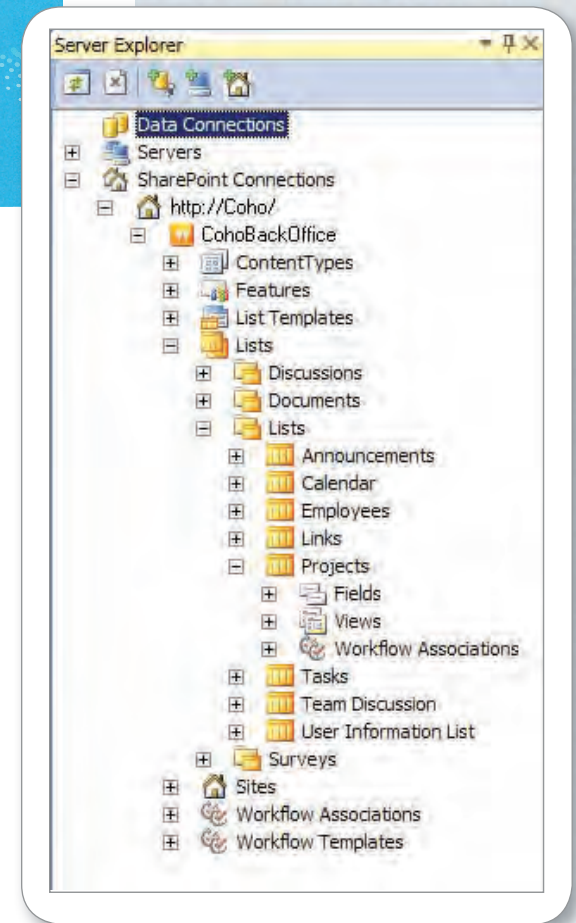 Server Explorer
Data Connections
Servers
SharePoint Connections
http://Coho/
CohoBackOffice
ContentTypes
Features
List Templates
Lists
Discussions
Documents
Lists
Announcements
Calendar
Employees
Links
Projects
Fields
Views
Workflow Associations
Tasks
Team Discussion
User Information List
Surveys
Sites
Workflow Associations
Workflow Templates